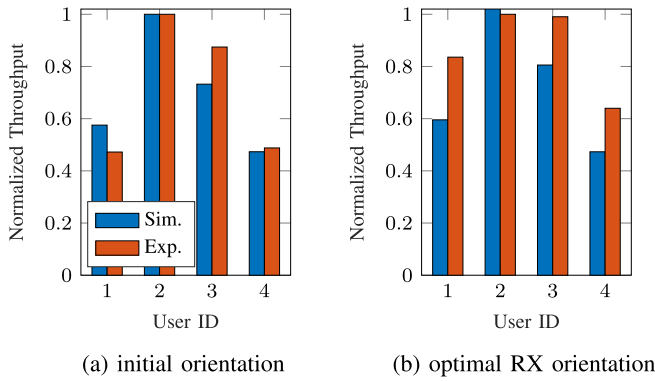 1
0.8
0.6
0.4
0.2
0
Normalized Throughput
Sim.
Exp.
1 2 3 4
User ID
(a) initial orientation
1
0.8
0.6
0.4
0.2
0
Normalized Throughput
1 2 3 4
User ID
(b) optimal RX orientation